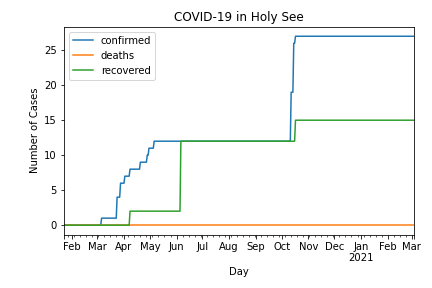 COVID-19 in Holy See
confirmed
deaths
recovered
Number of Cases
25
20
15
10
5
0
Feb Mar Apr May Jun Jul Aug Sep Oct Nov Dec Jan Feb Mar
2021
Day